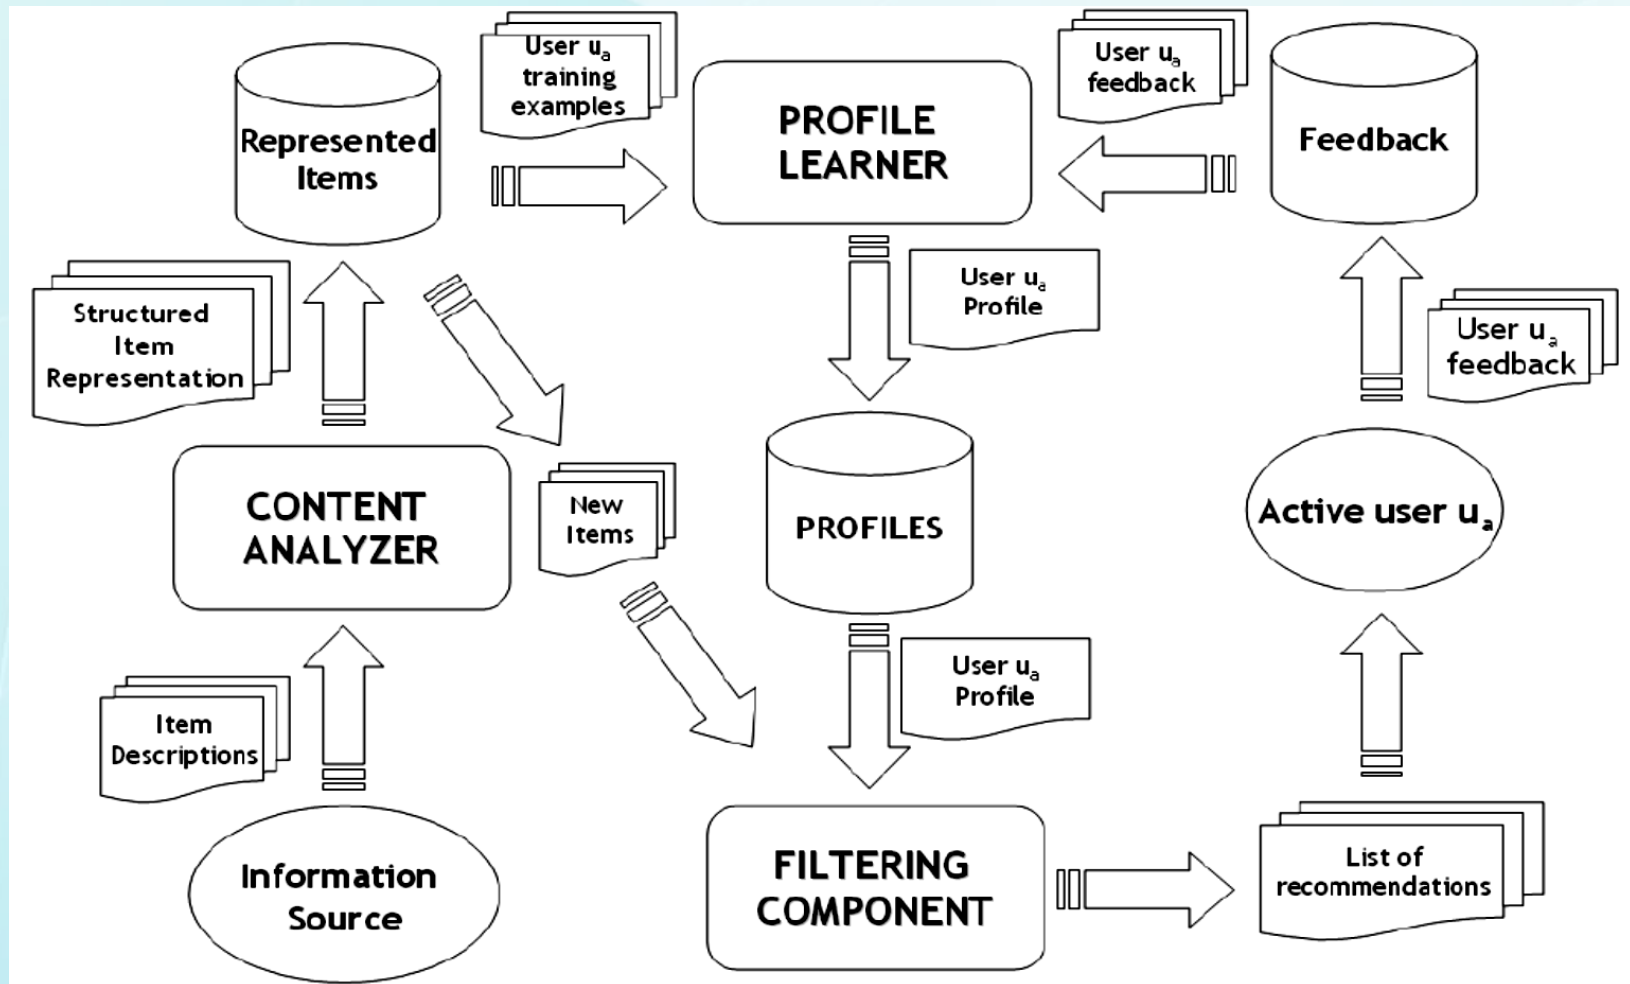 User uₐ
training
examples
User uₐ
feedback
Represented
Items
PROFILE
LEARNER
Feedback
Structured
Item
Representation
User uₐ
Profile
User uₐ
feedback
CONTENT
ANALYZER
New
Items
PROFILES
Active user uₐ
Item
Descriptions
User uₐ
Profile
Information
Source
FILTERING
COMPONENT
List of
recommendations